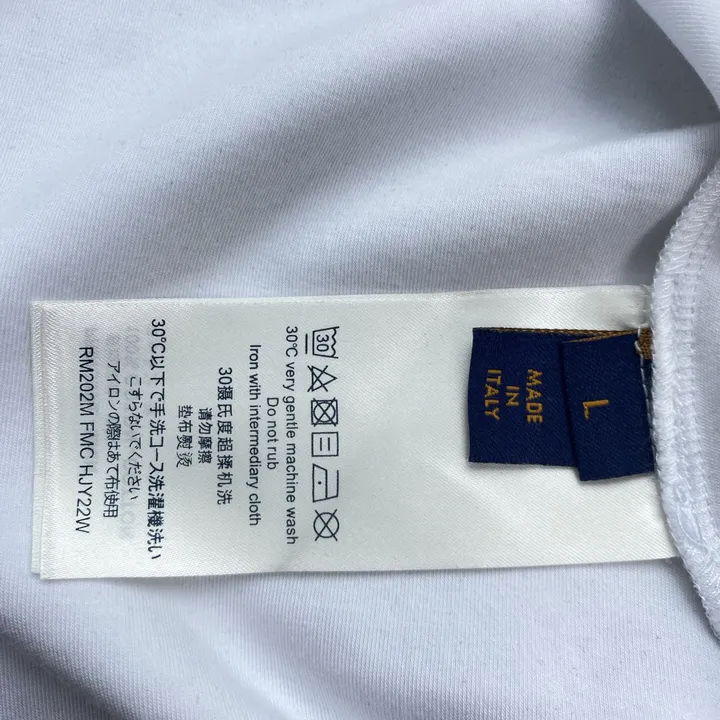 30
30°C very gentle machine wash
Do not rub
Iron with intermediary cloth
30摄氏度超揉机洗
请勿摩擦
垫布熨烫
30°C以下で手洗コース洗濯機洗い
こすらないでください
アイロンの際はあて布使用
RM202M FMC HJY22W
MADE
IN
ITALY
L